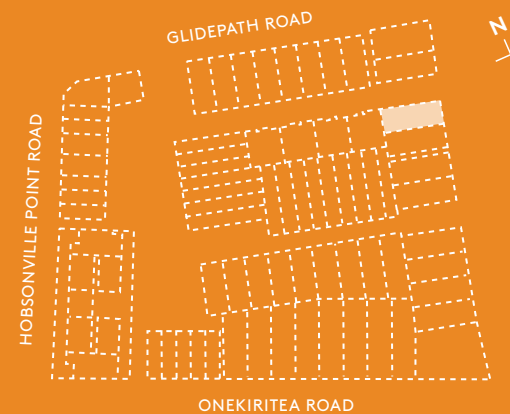 GLIDEPATH ROAD
N
HOBSONVILLE POINT ROAD
ONEKIRITEA ROAD